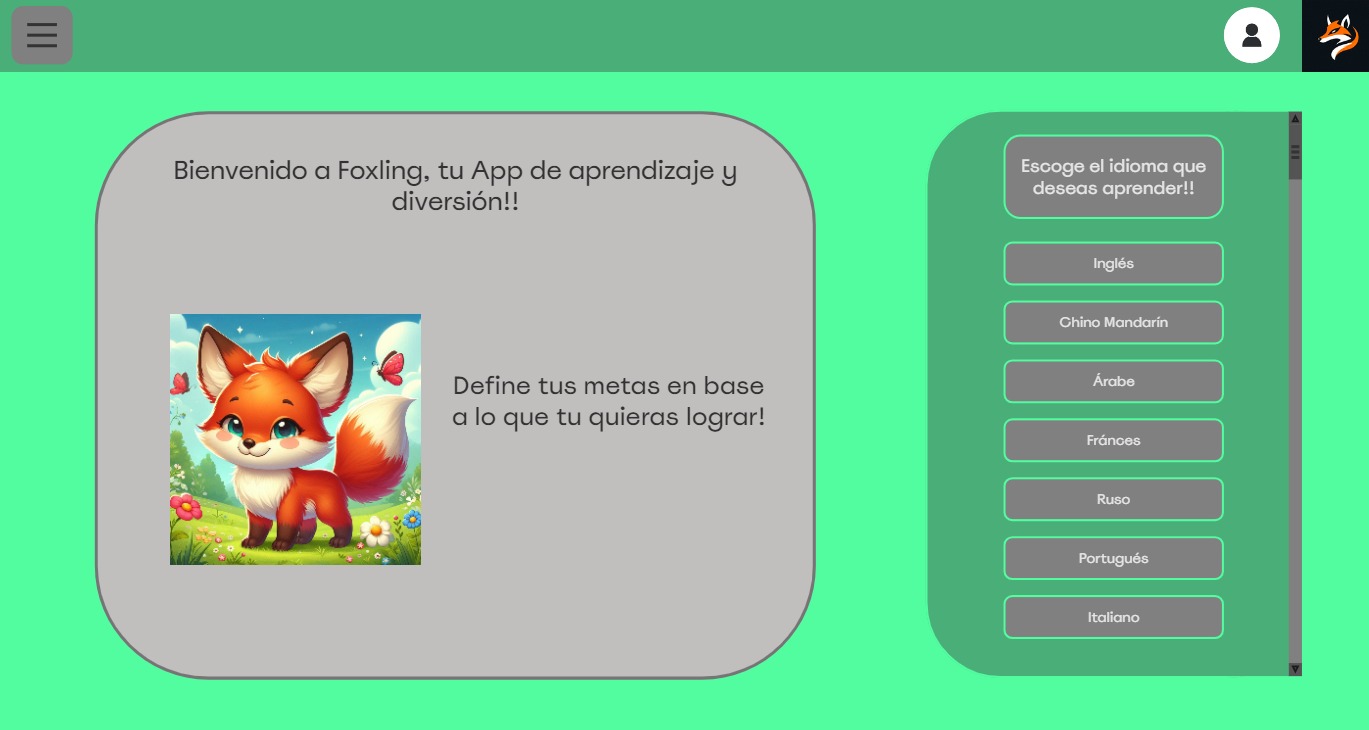 Bienvenido a Foxling, tu App de aprendizaje y
diversión!!
Define tus metas en base
a lo que tu quieras lograr!
Escoge el idioma que
deseas aprender!!
Inglés
Chino Mandarín
Árabe
Fránces
Ruso
Portugués
Italiano